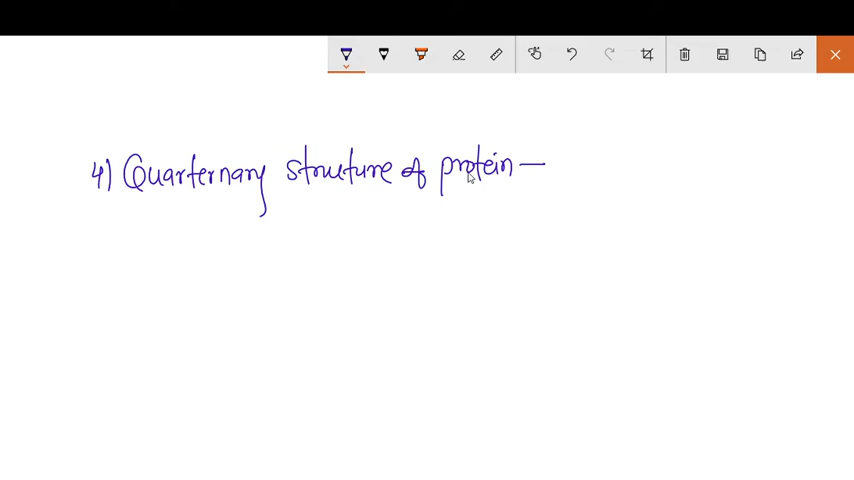 4) Quarternary structure of protein —